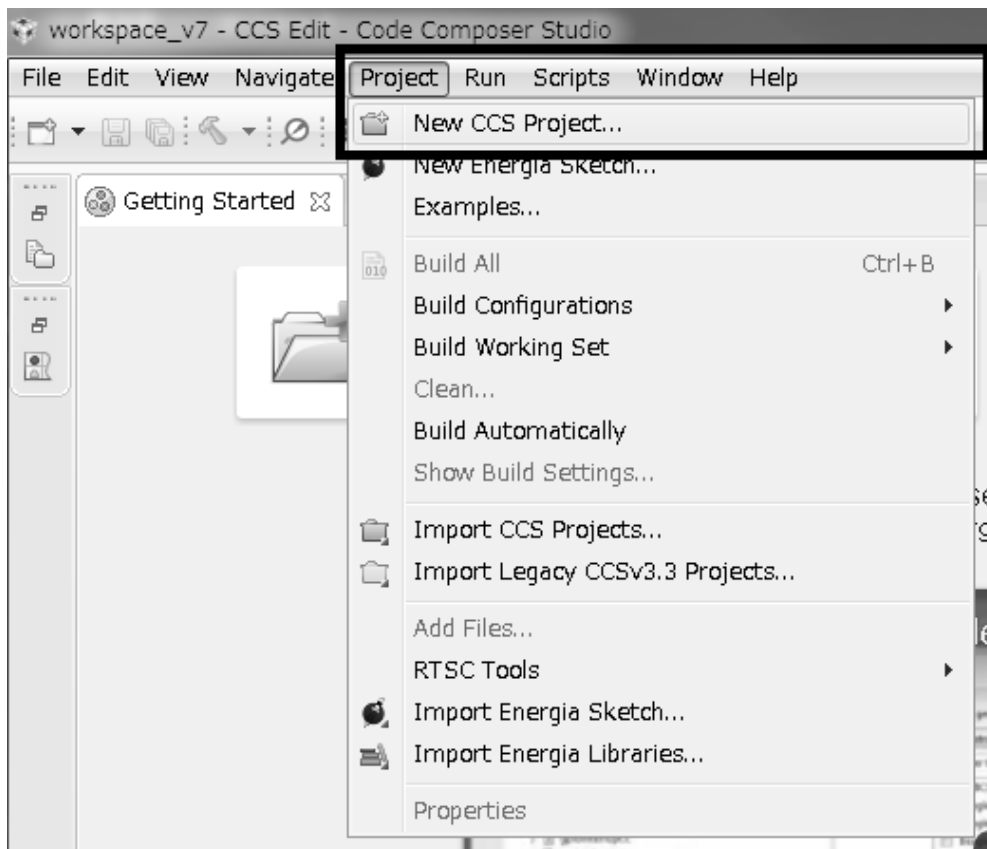 workspace_v7 - CCS Edit - Code Composer Studio
File Edit View Navigate Project Run Scripts Window Help
New CCS Project...
New Energia Sketch...
Getting Started
Examples...
Build All Ctrl+B
Build Configurations
Build Working Set
Clean...
Build Automatically
Show Build Settings...
Import CCS Projects...
Import Legacy CCSv3.3 Projects...
Add Files...
RTSC Tools
Import Energia Sketch...
Import Energia Libraries...
Properties